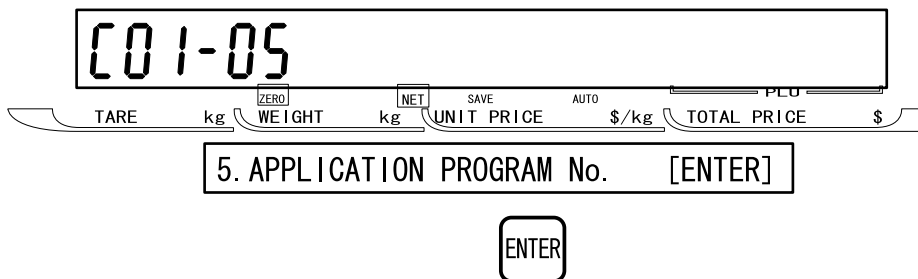 C01-05
ZERO NET SAVE AUTO PLU
TARE kg WEIGHT kg UNIT PRICE $/kg TOTAL PRICE $
5. APPLICATION PROGRAM No. [ENTER]
ENTER